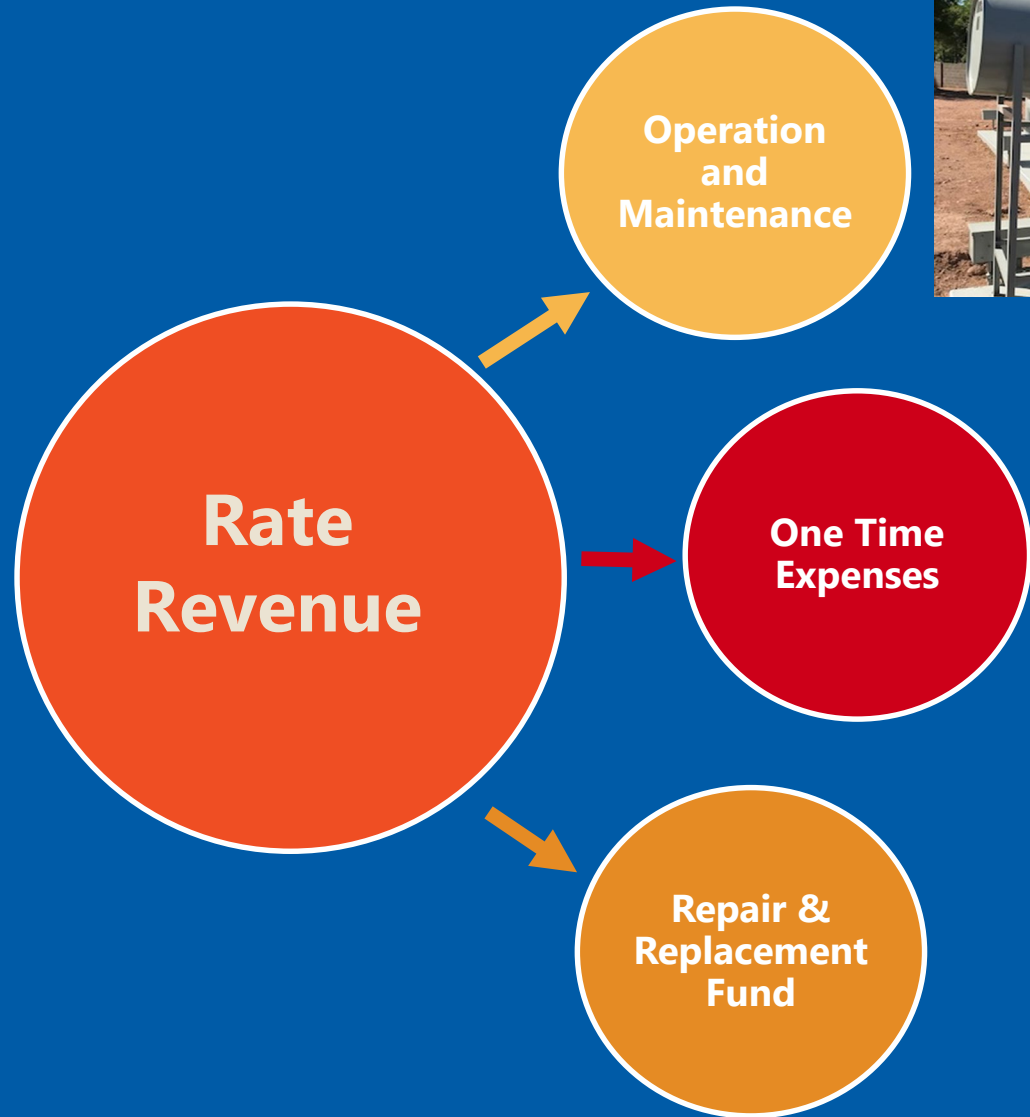 Operation
and
Maintenance
Rate
Revenue
One Time
Expenses
Repair &
Replacement
Fund